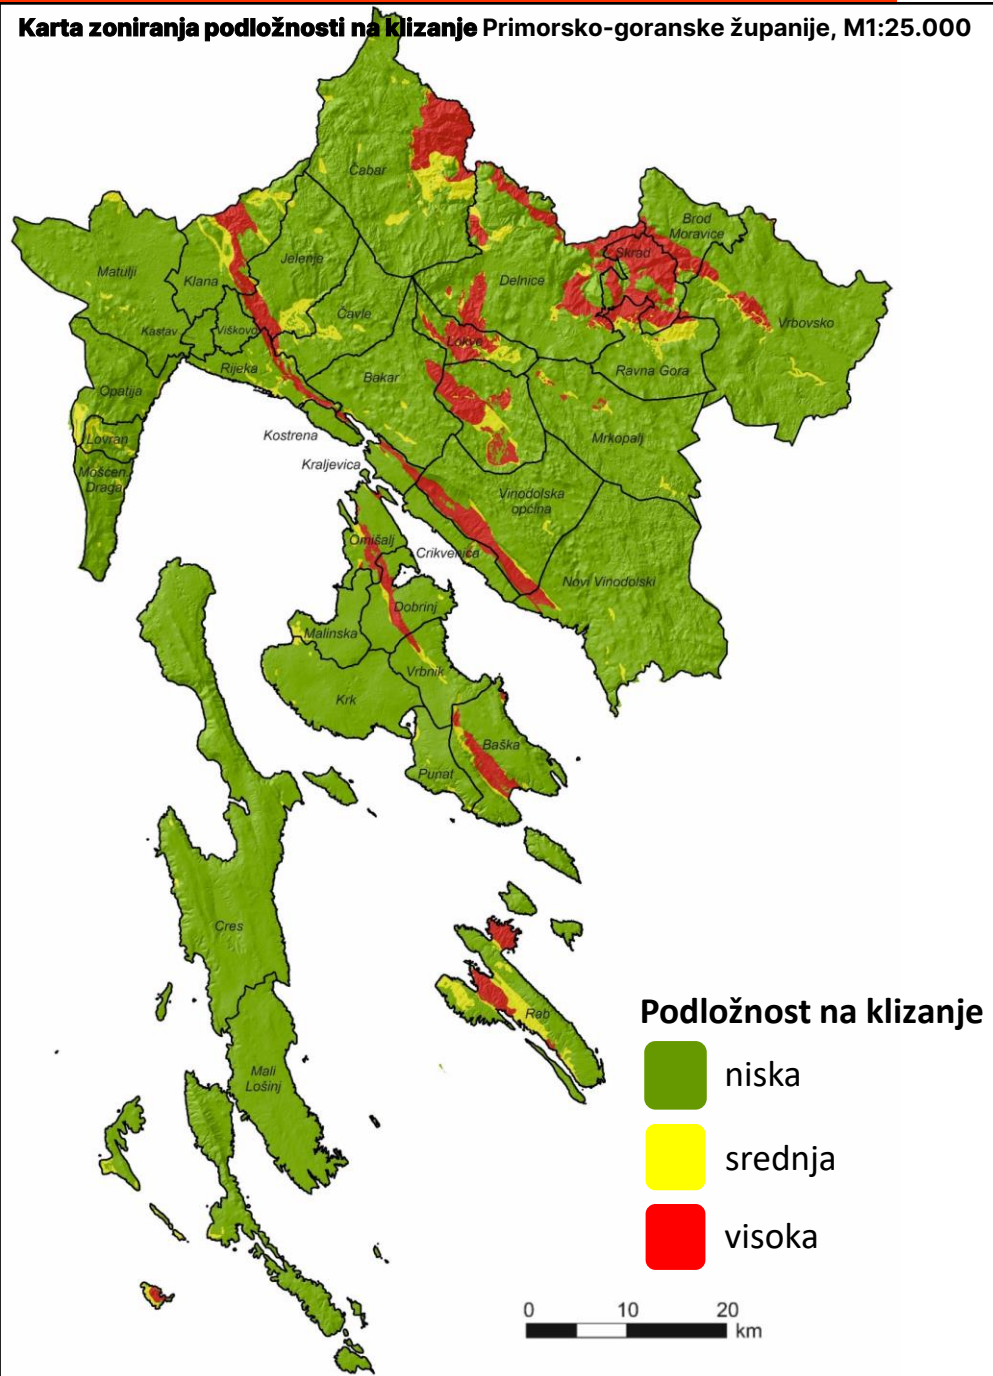 Karta zoniranja podložnosti na klizanje Primorsko-goranske županije, M1:25.000
Čabar
Brod
Moravice
Skrad
Jelenje
Matulji
Klana
Delnice
Čavle
Vrbovsko
Kastav
Viškovo
Lokve
Rijeka
Bakar
Ravna Gora
Opatija
Kostrena
Mrkopalj
Lovran
Kraljevica
Mošćen.
Draga
Vinodolska
općina
Omišalj
Crikvenica
Novi Vinodolski
Dobrinj
Malinska
Vrbnik
Krk
Baška
Punat
Cres
Rab
Mali
Lošinj
Podložnost na klizanje
niska
srednja
visoka
0 10 20
km